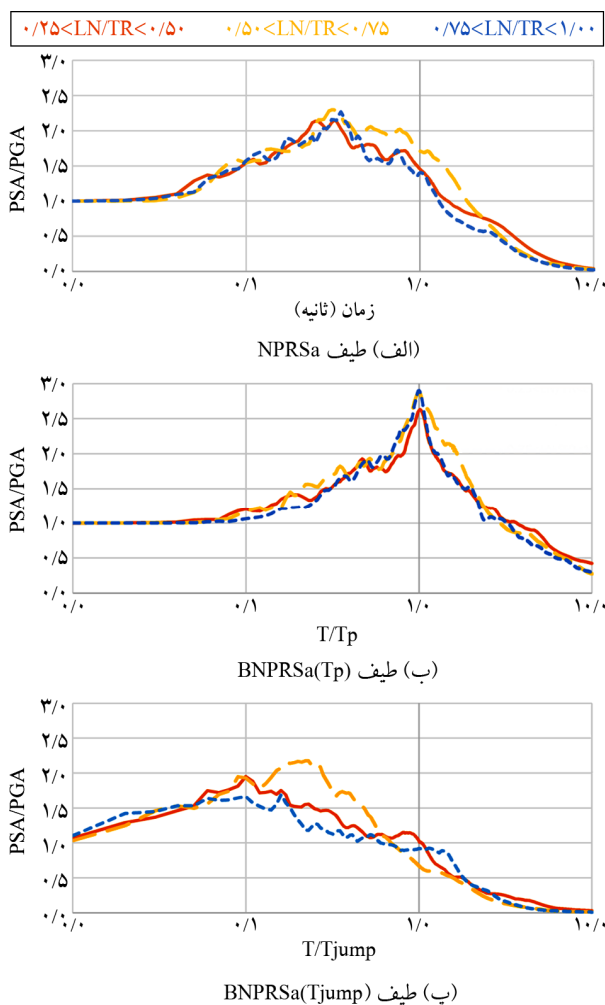 ۰/۲۵<LN/TR<۰/۵۰ ۰/۵۰<LN/TR<۰/۷۵ ۰/۷۵<LN/TR<۱/۰۰
PSA/PGA
۳/۰
۲/۵
۲/۰
۱/۵
۱/۰
۰/۵
۰/۰
۰/۰ ۰/۱ ۱/۰ ۱۰/۰
زمان (ثانیه)
(الف) طیف NPRSa
PSA/PGA
۳/۰
۲/۵
۲/۰
۱/۵
۱/۰
۰/۵
۰/۰
۰/۰ ۰/۱ ۱/۰ ۱۰/۰
T/Tp
(ب) طیف BNPRSa(Tp)
PSA/PGA
۳/۰
۲/۵
۲/۰
۱/۵
۱/۰
۰/۵
۰/۰
۰/۰ ۰/۱ ۱/۰ ۱۰/۰
T/Tjump
(پ) طیف BNPRSa(Tjump)